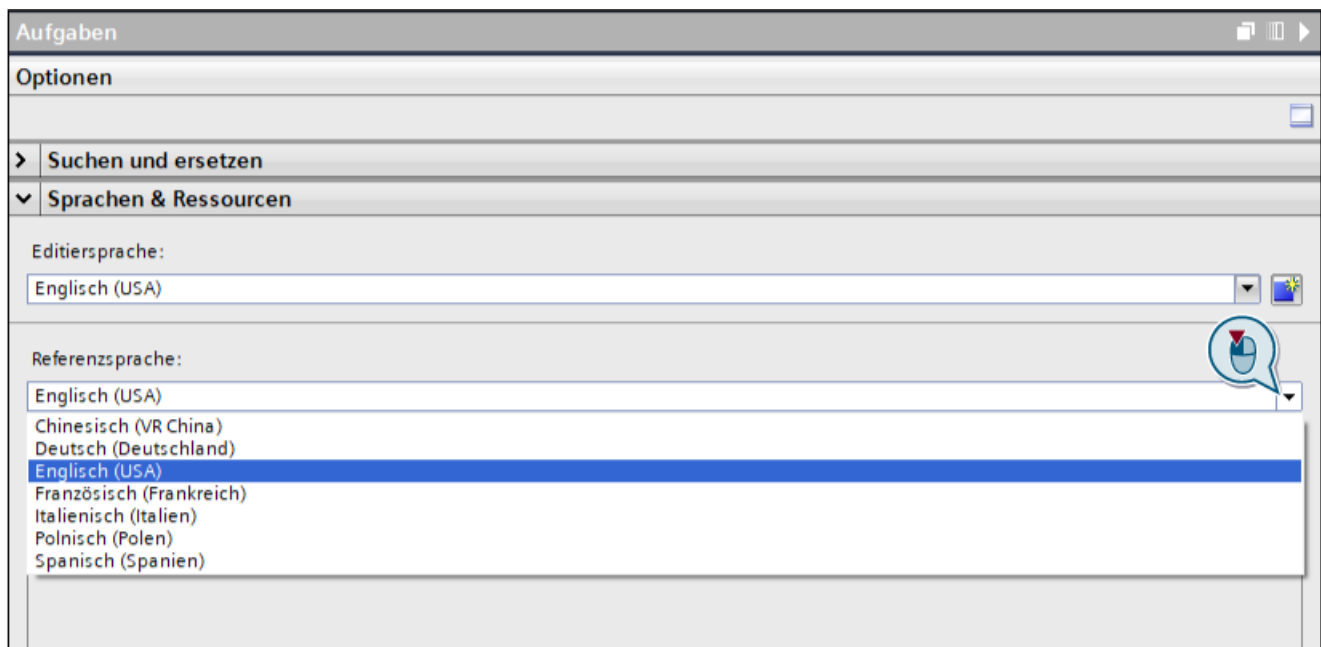 Aufgaben
Optionen
Suchen und ersetzen
Sprachen & Ressourcen
Editiersprache:
Englisch (USA)
Referenzsprache:
Englisch (USA)
Chinesisch (VR China)
Deutsch (Deutschland)
Englisch (USA)
Französisch (Frankreich)
Italienisch (Italien)
Polnisch (Polen)
Spanisch (Spanien)